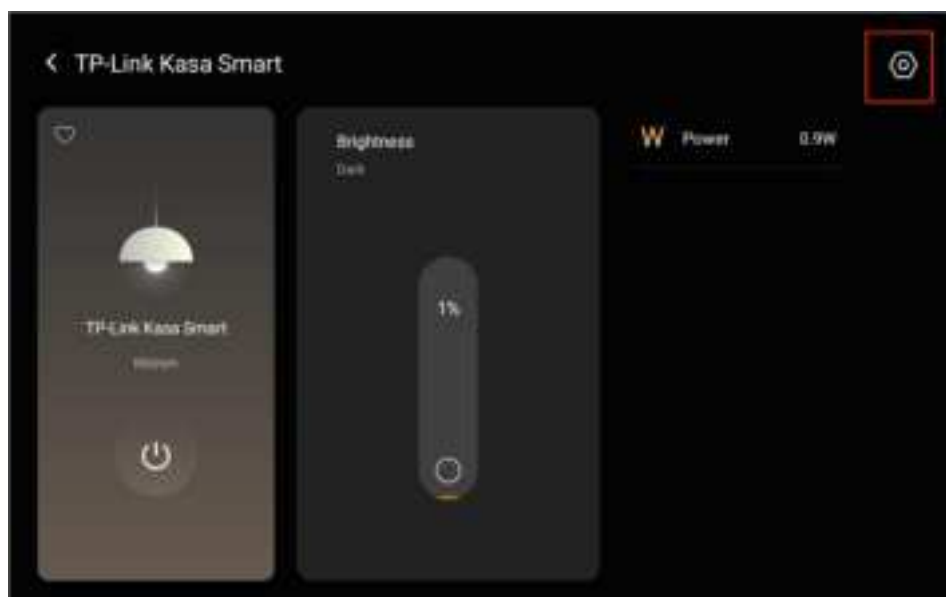 TP-Link Kasa Smart
TP-Link Kasa Smart
Brightness
Dark
1%
W Power 0.9W